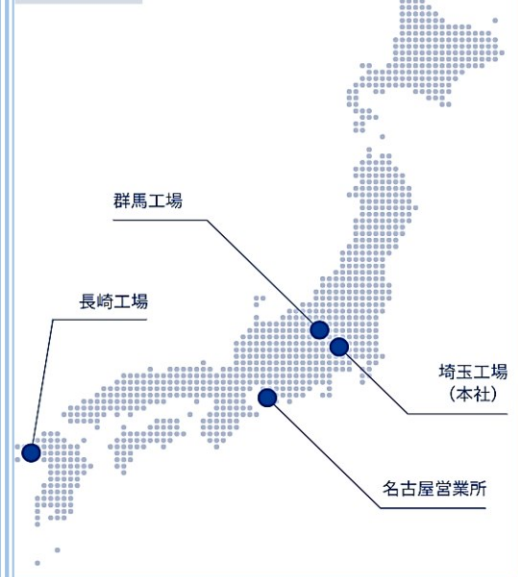 群馬工場
長崎工場
埼玉工場
（本社）
名古屋営業所